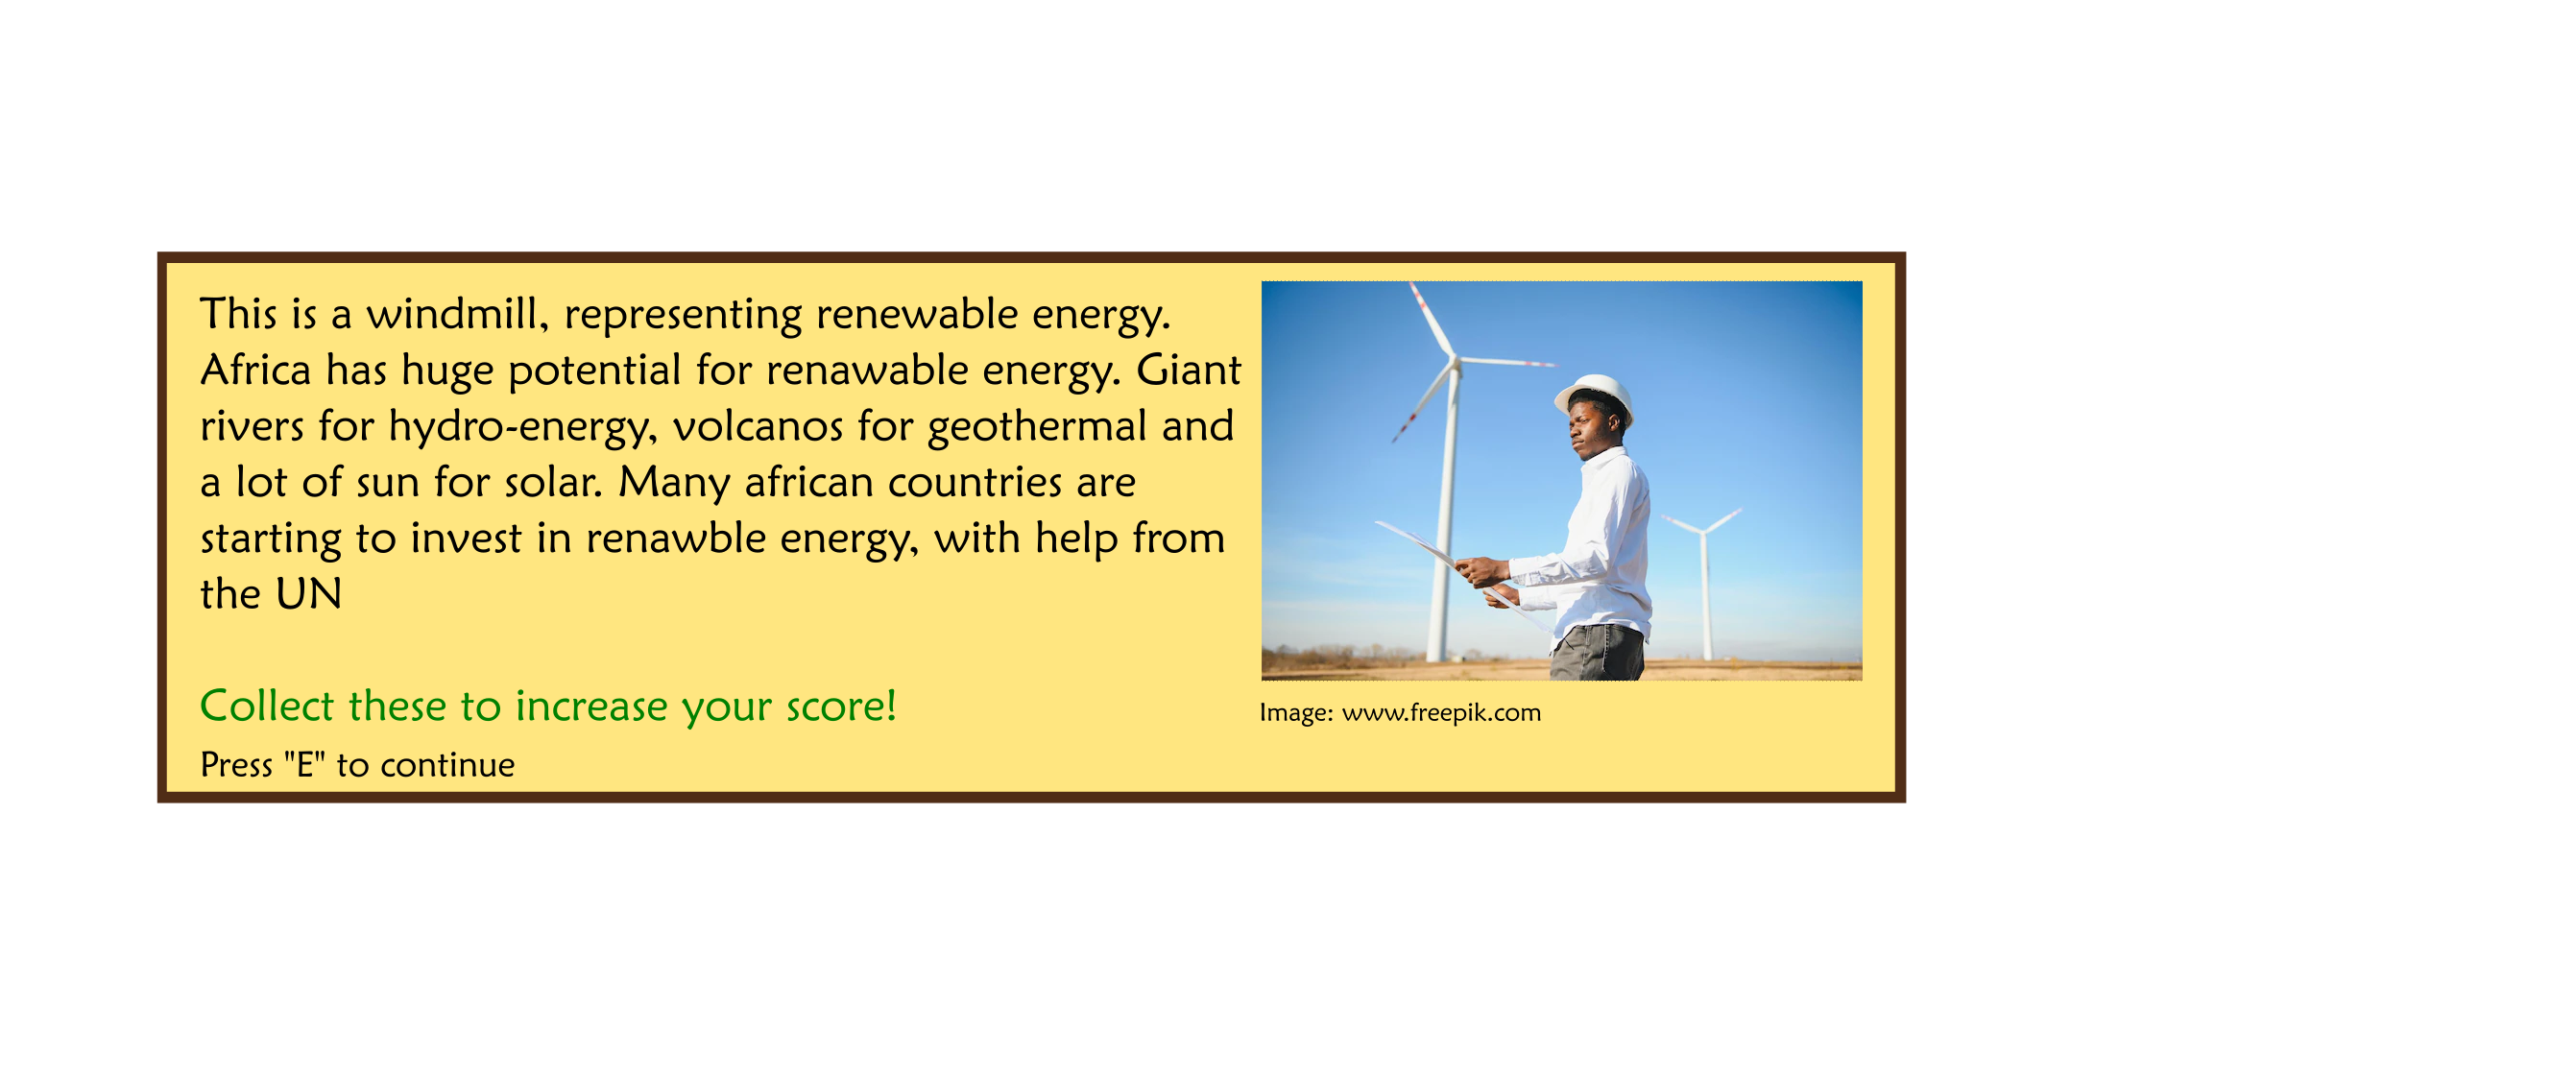 This is a windmill, representing renewable energy.
Africa has huge potential for renawable energy. Giant
rivers for hydro-energy, volcanos for geothermal and
a lot of sun for solar. Many african countries are
starting to invest in renawble energy, with help from
the UN
Collect these to increase your score!
Press "E" to continue
Image: www.freepik.com